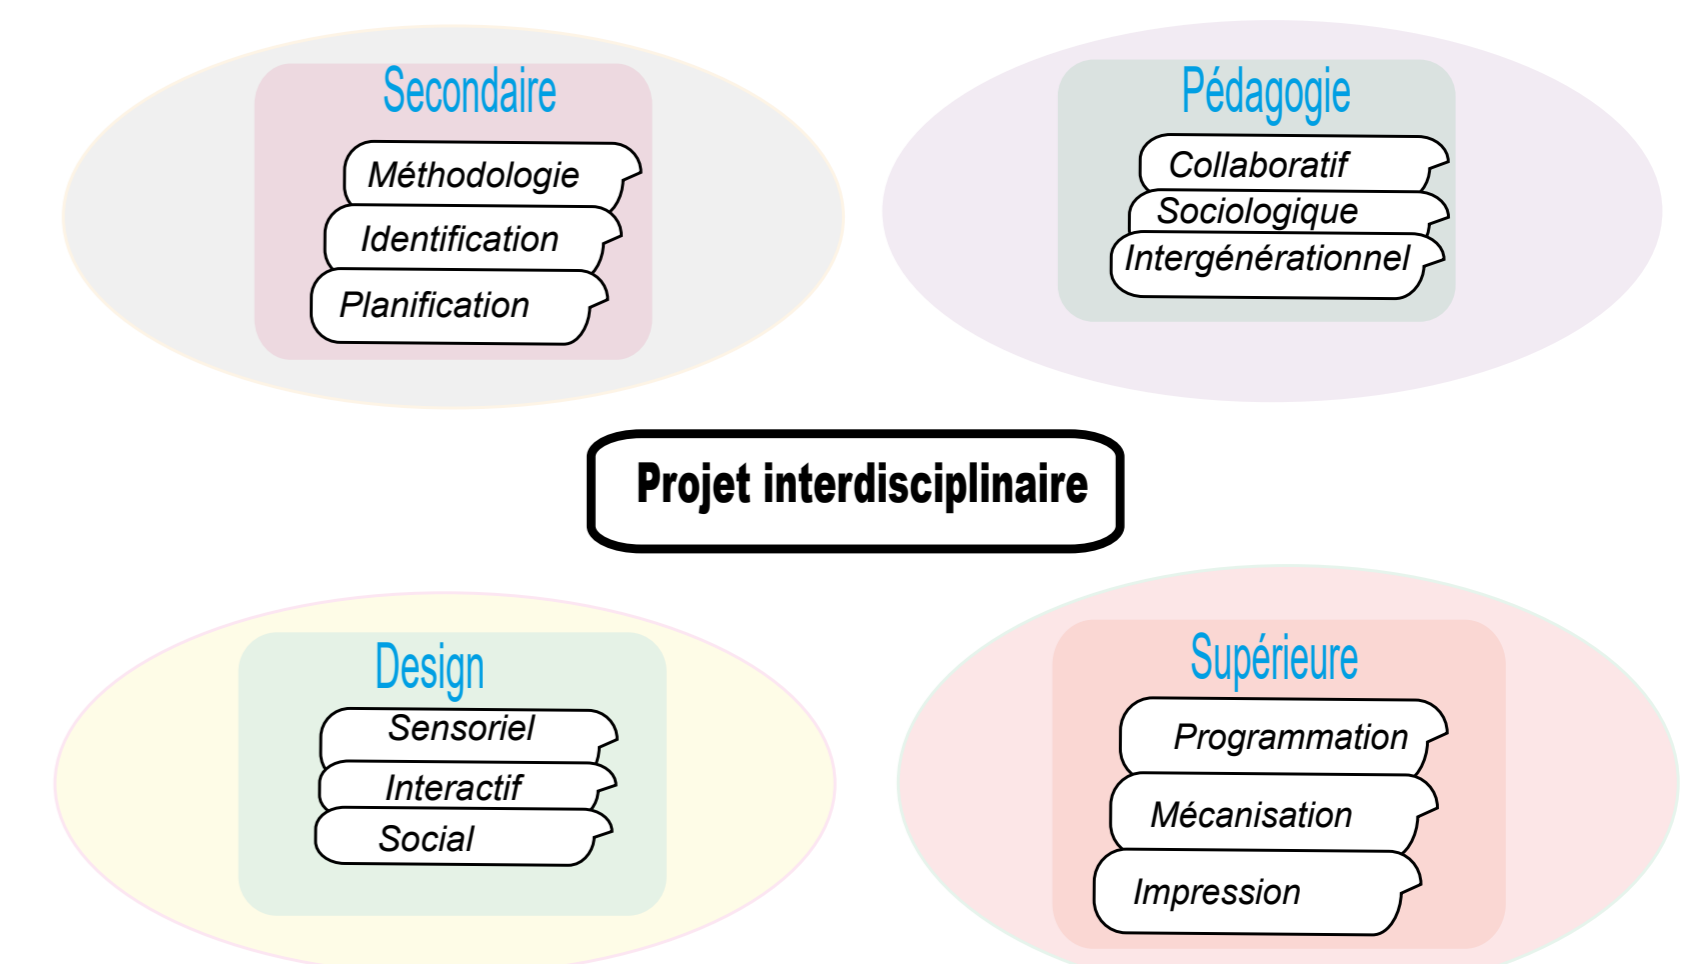 Secondaire
Méthodologie
Identification
Planification
Pédagogie
Collaboratif
Sociologique
Intergénérationnel
Projet interdisciplinaire
Design
Sensoriel
Interactif
Social
Supérieure
Programmation
Mécanisation
Impression